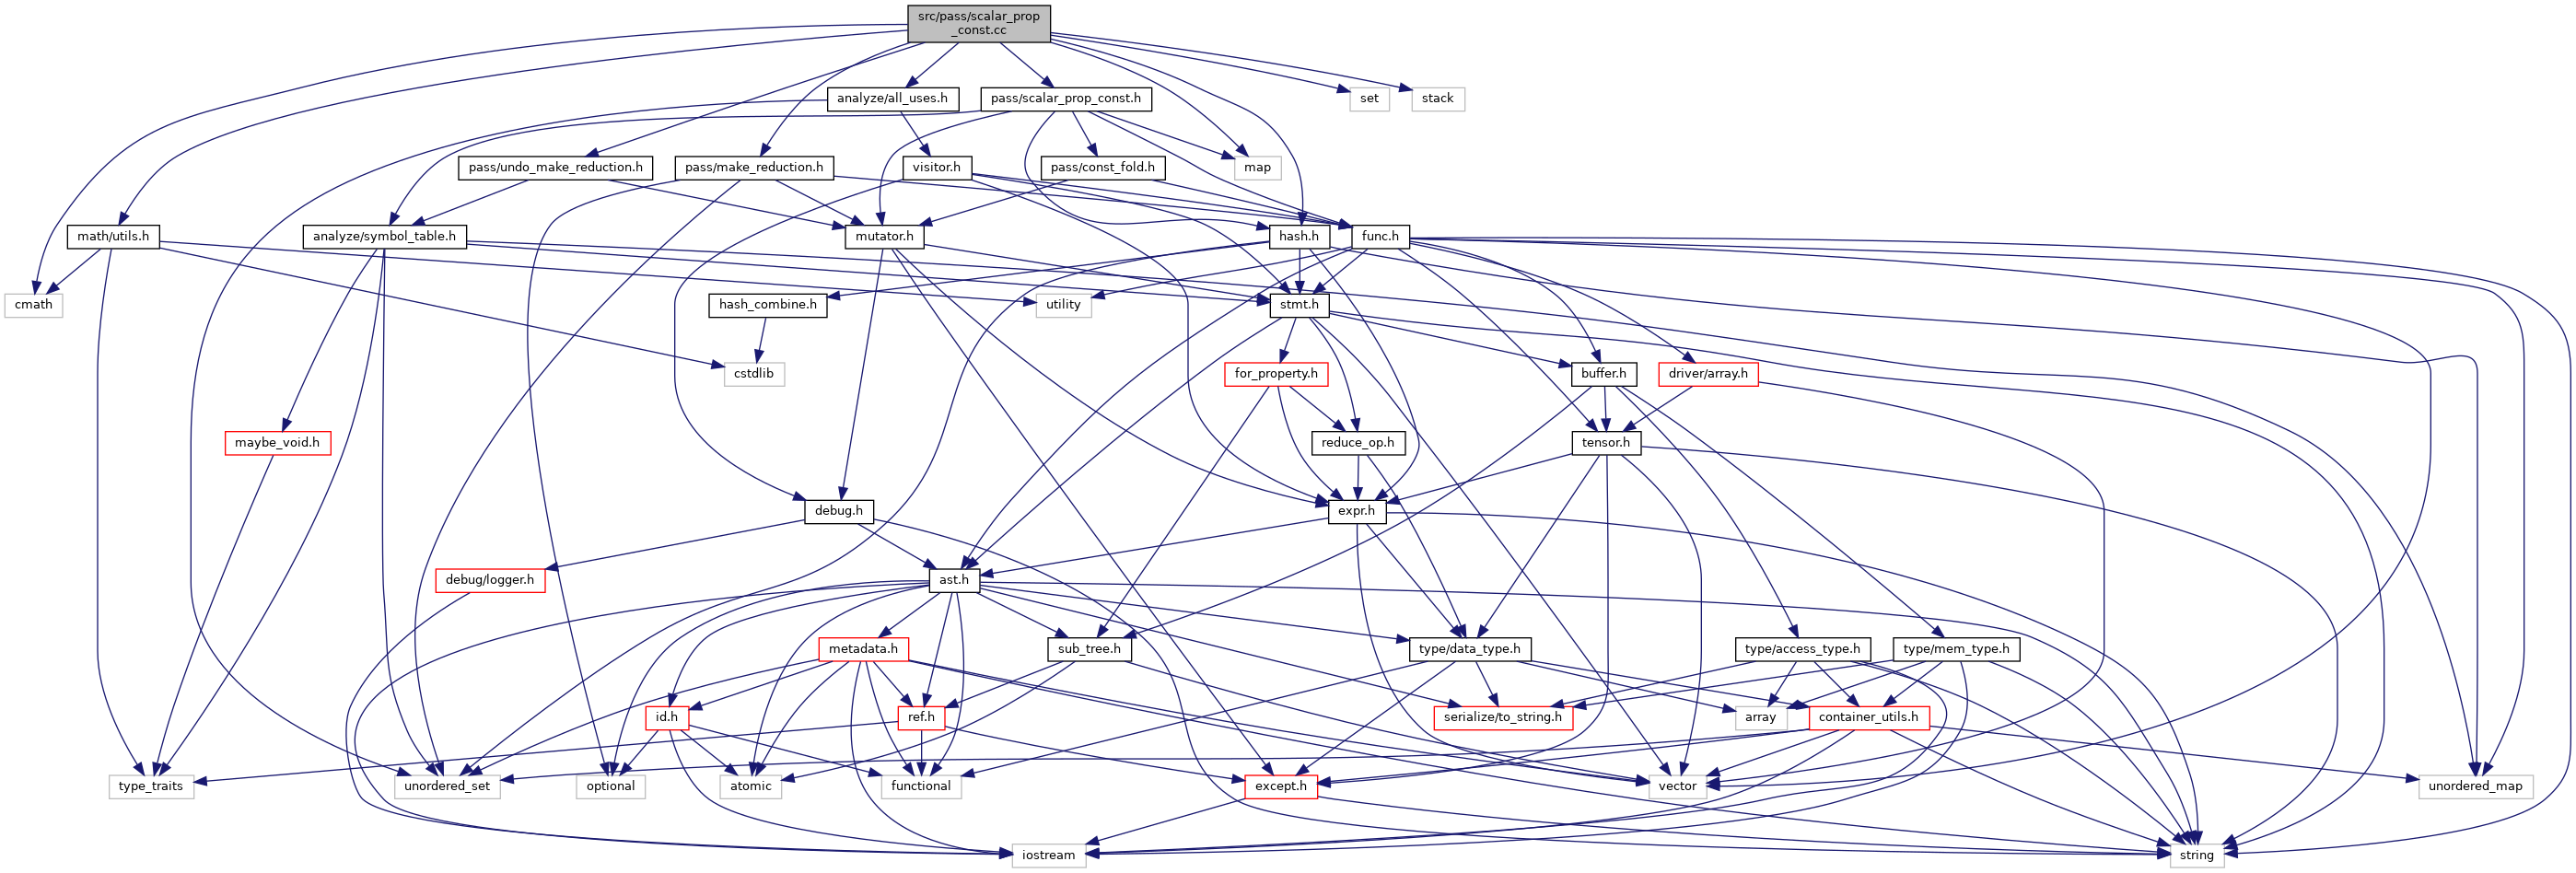 src/pass/scalar_prop
_const.cc
analyze/all_uses.h
pass/scalar_prop_const.h
set
stack
pass/undo_make_reduction.h
pass/make_reduction.h
visitor.h
pass/const_fold.h
map
math/utils.h
analyze/symbol_table.h
mutator.h
hash.h
func.h
cmath
hash_combine.h
utility
stmt.h
cstdlib
for_property.h
buffer.h
driver/array.h
maybe_void.h
reduce_op.h
tensor.h
debug.h
expr.h
debug/logger.h
ast.h
metadata.h
sub_tree.h
type/data_type.h
type/access_type.h
type/mem_type.h
id.h
ref.h
serialize/to_string.h
array
container_utils.h
type_traits
unordered_set
optional
atomic
functional
except.h
vector
unordered_map
iostream
string